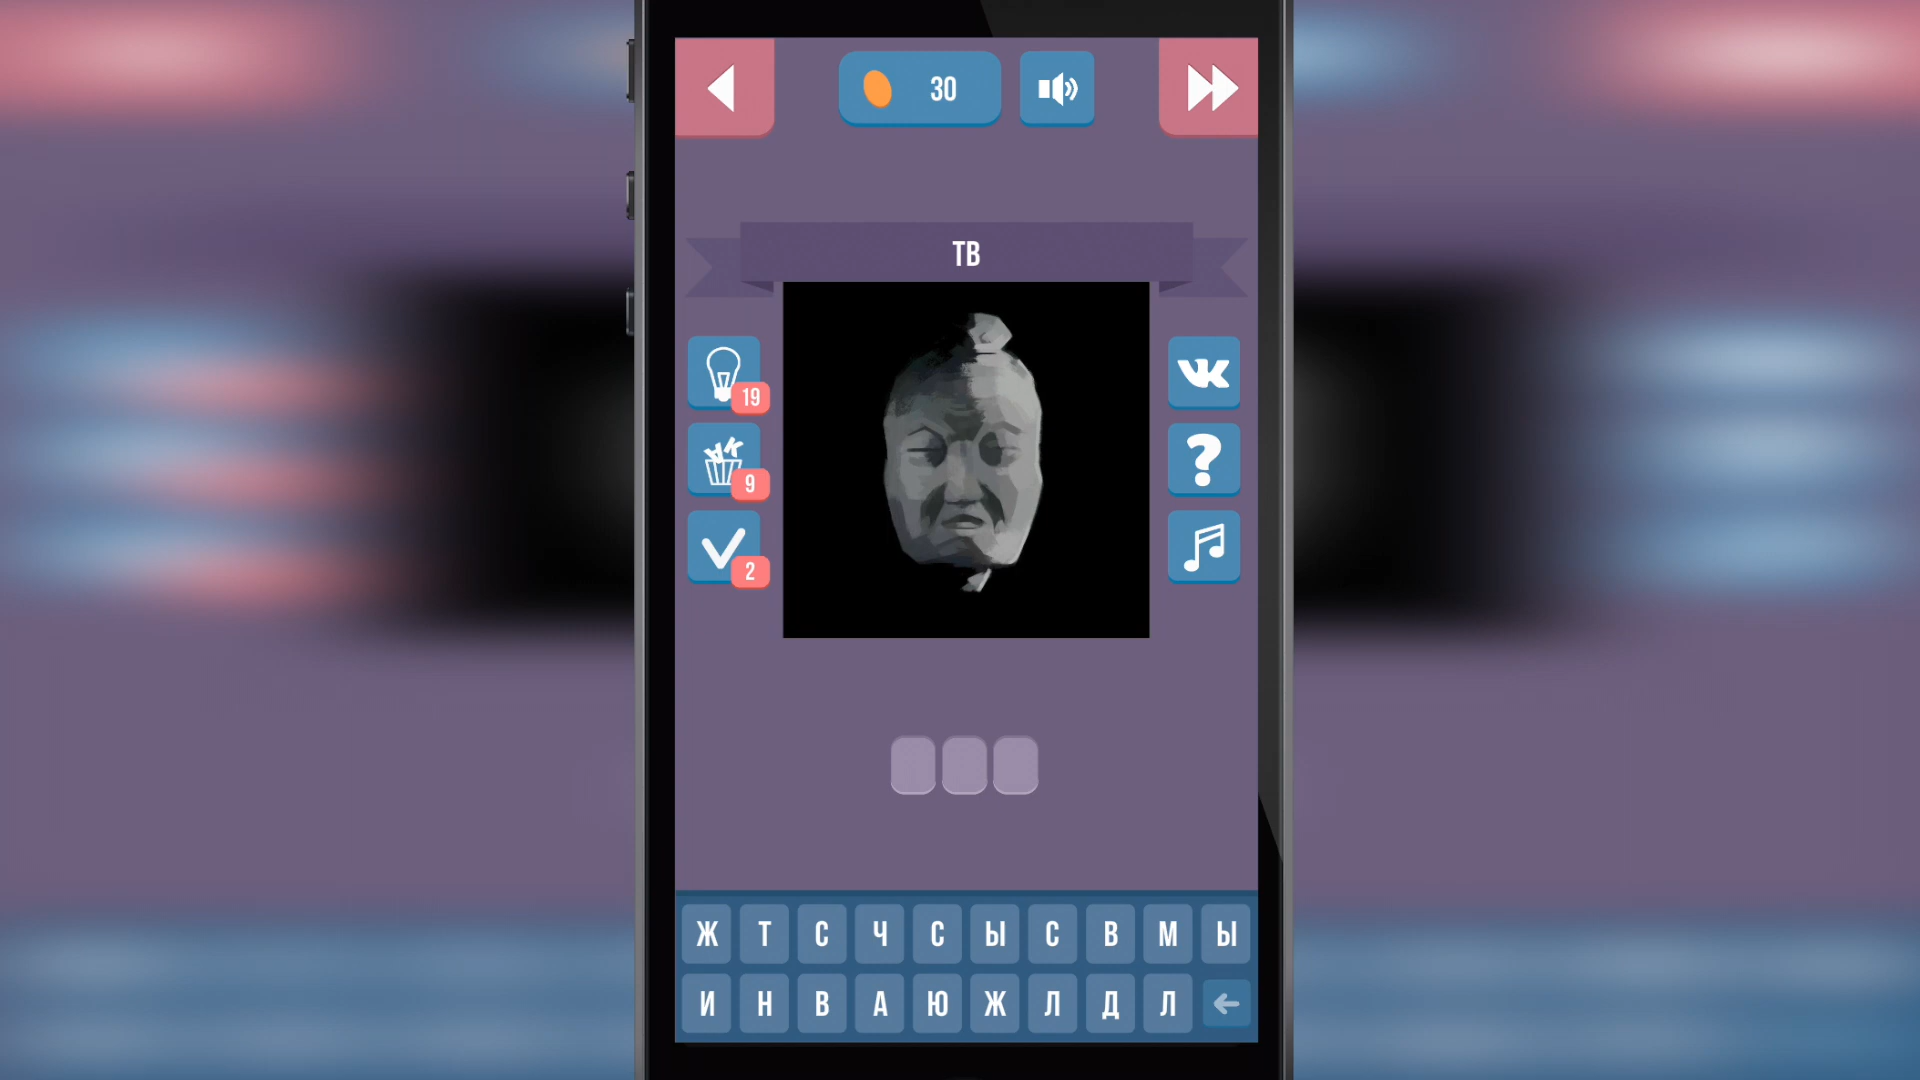 30
ТВ
19
9
2
Ж Т С Ч С Ы С В М Ы
И Н В А Ю Ж Л Д Л